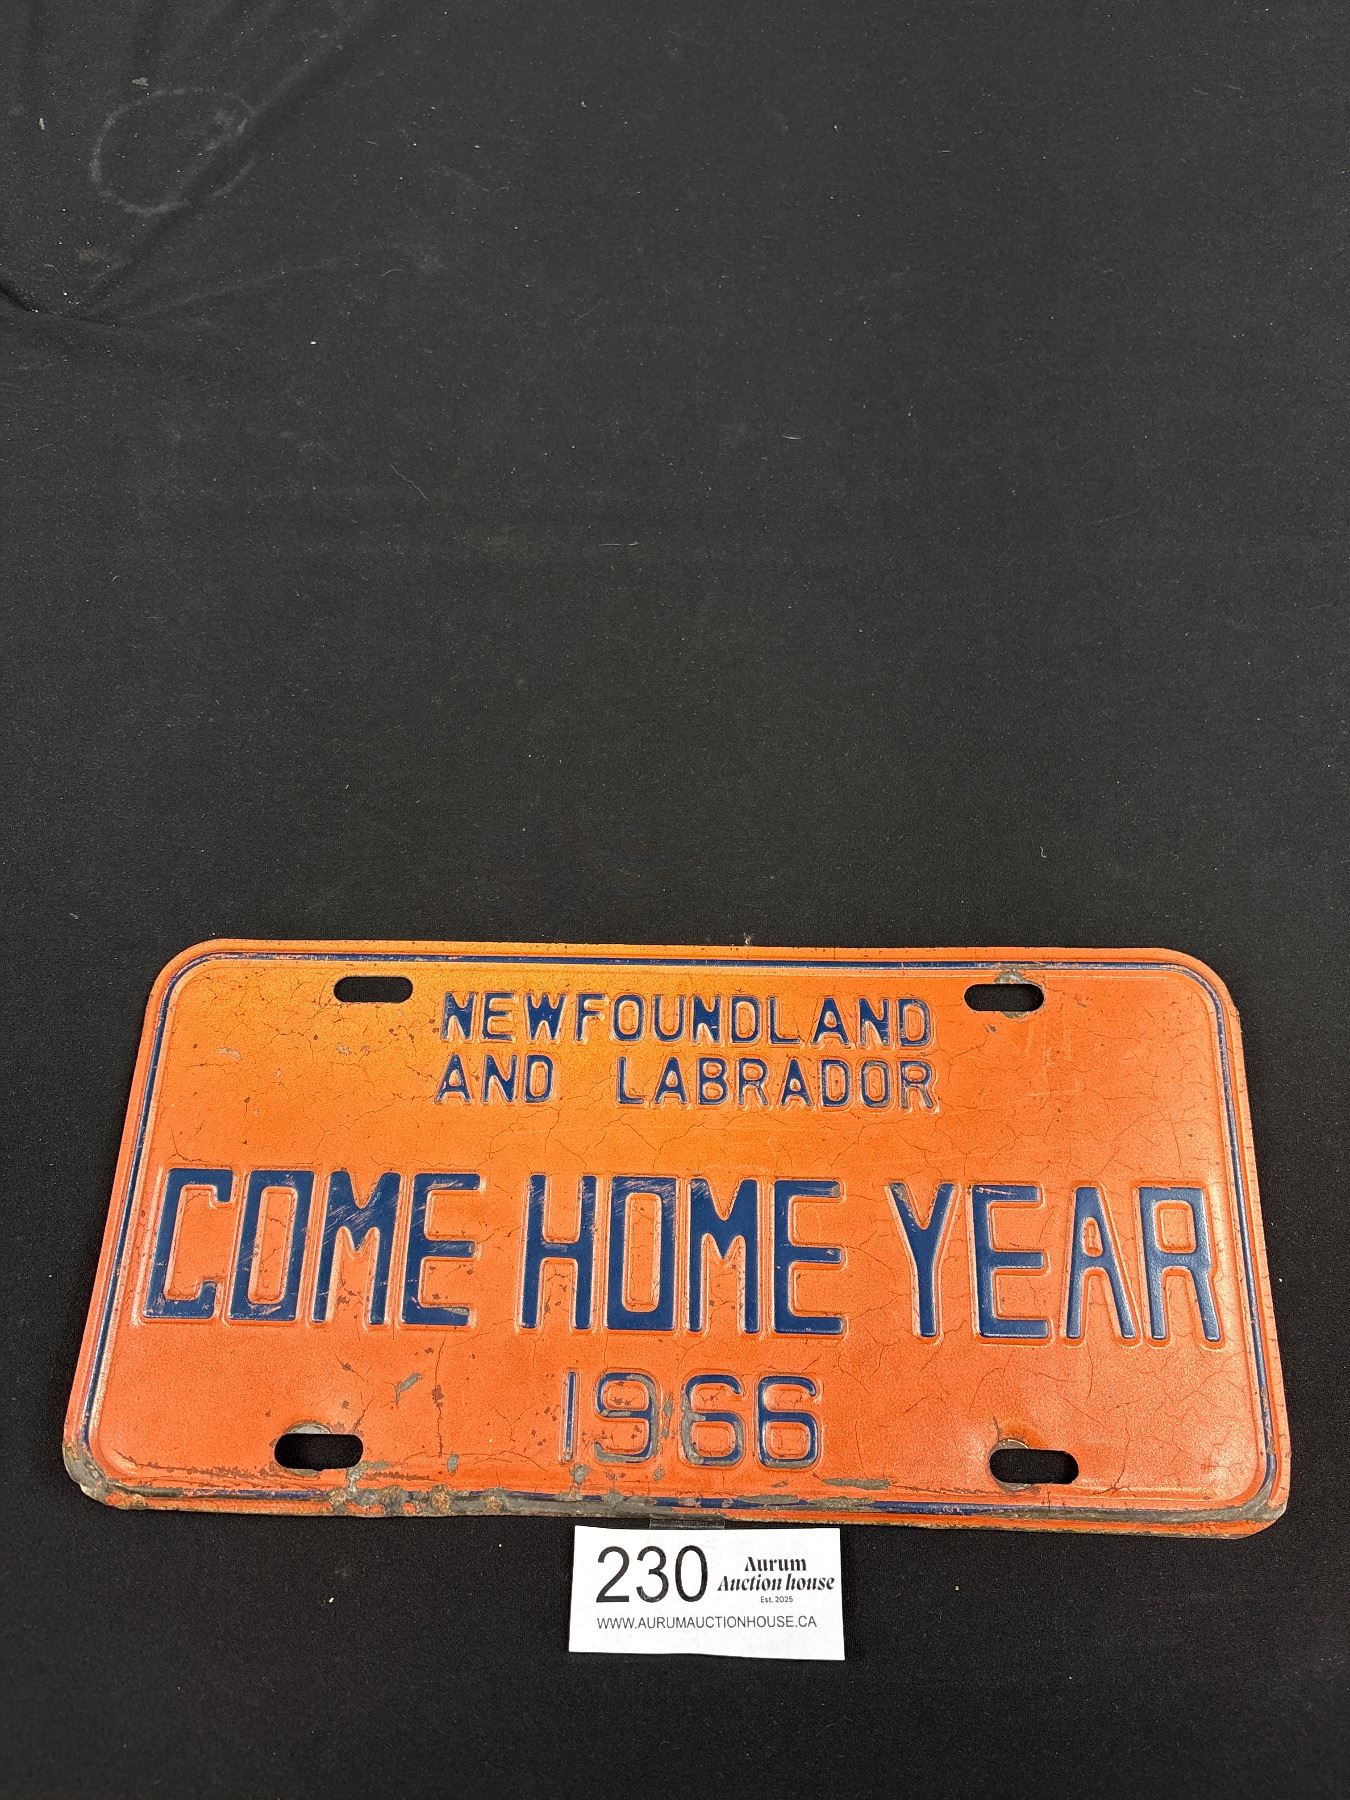 NEWFOUNDLAND
AND LABRADOR
COME HOME YEAR
1966
230
Aurum
Auction house
Est. 2025
WWW.AURUMAUCTIONHOUSE.CA